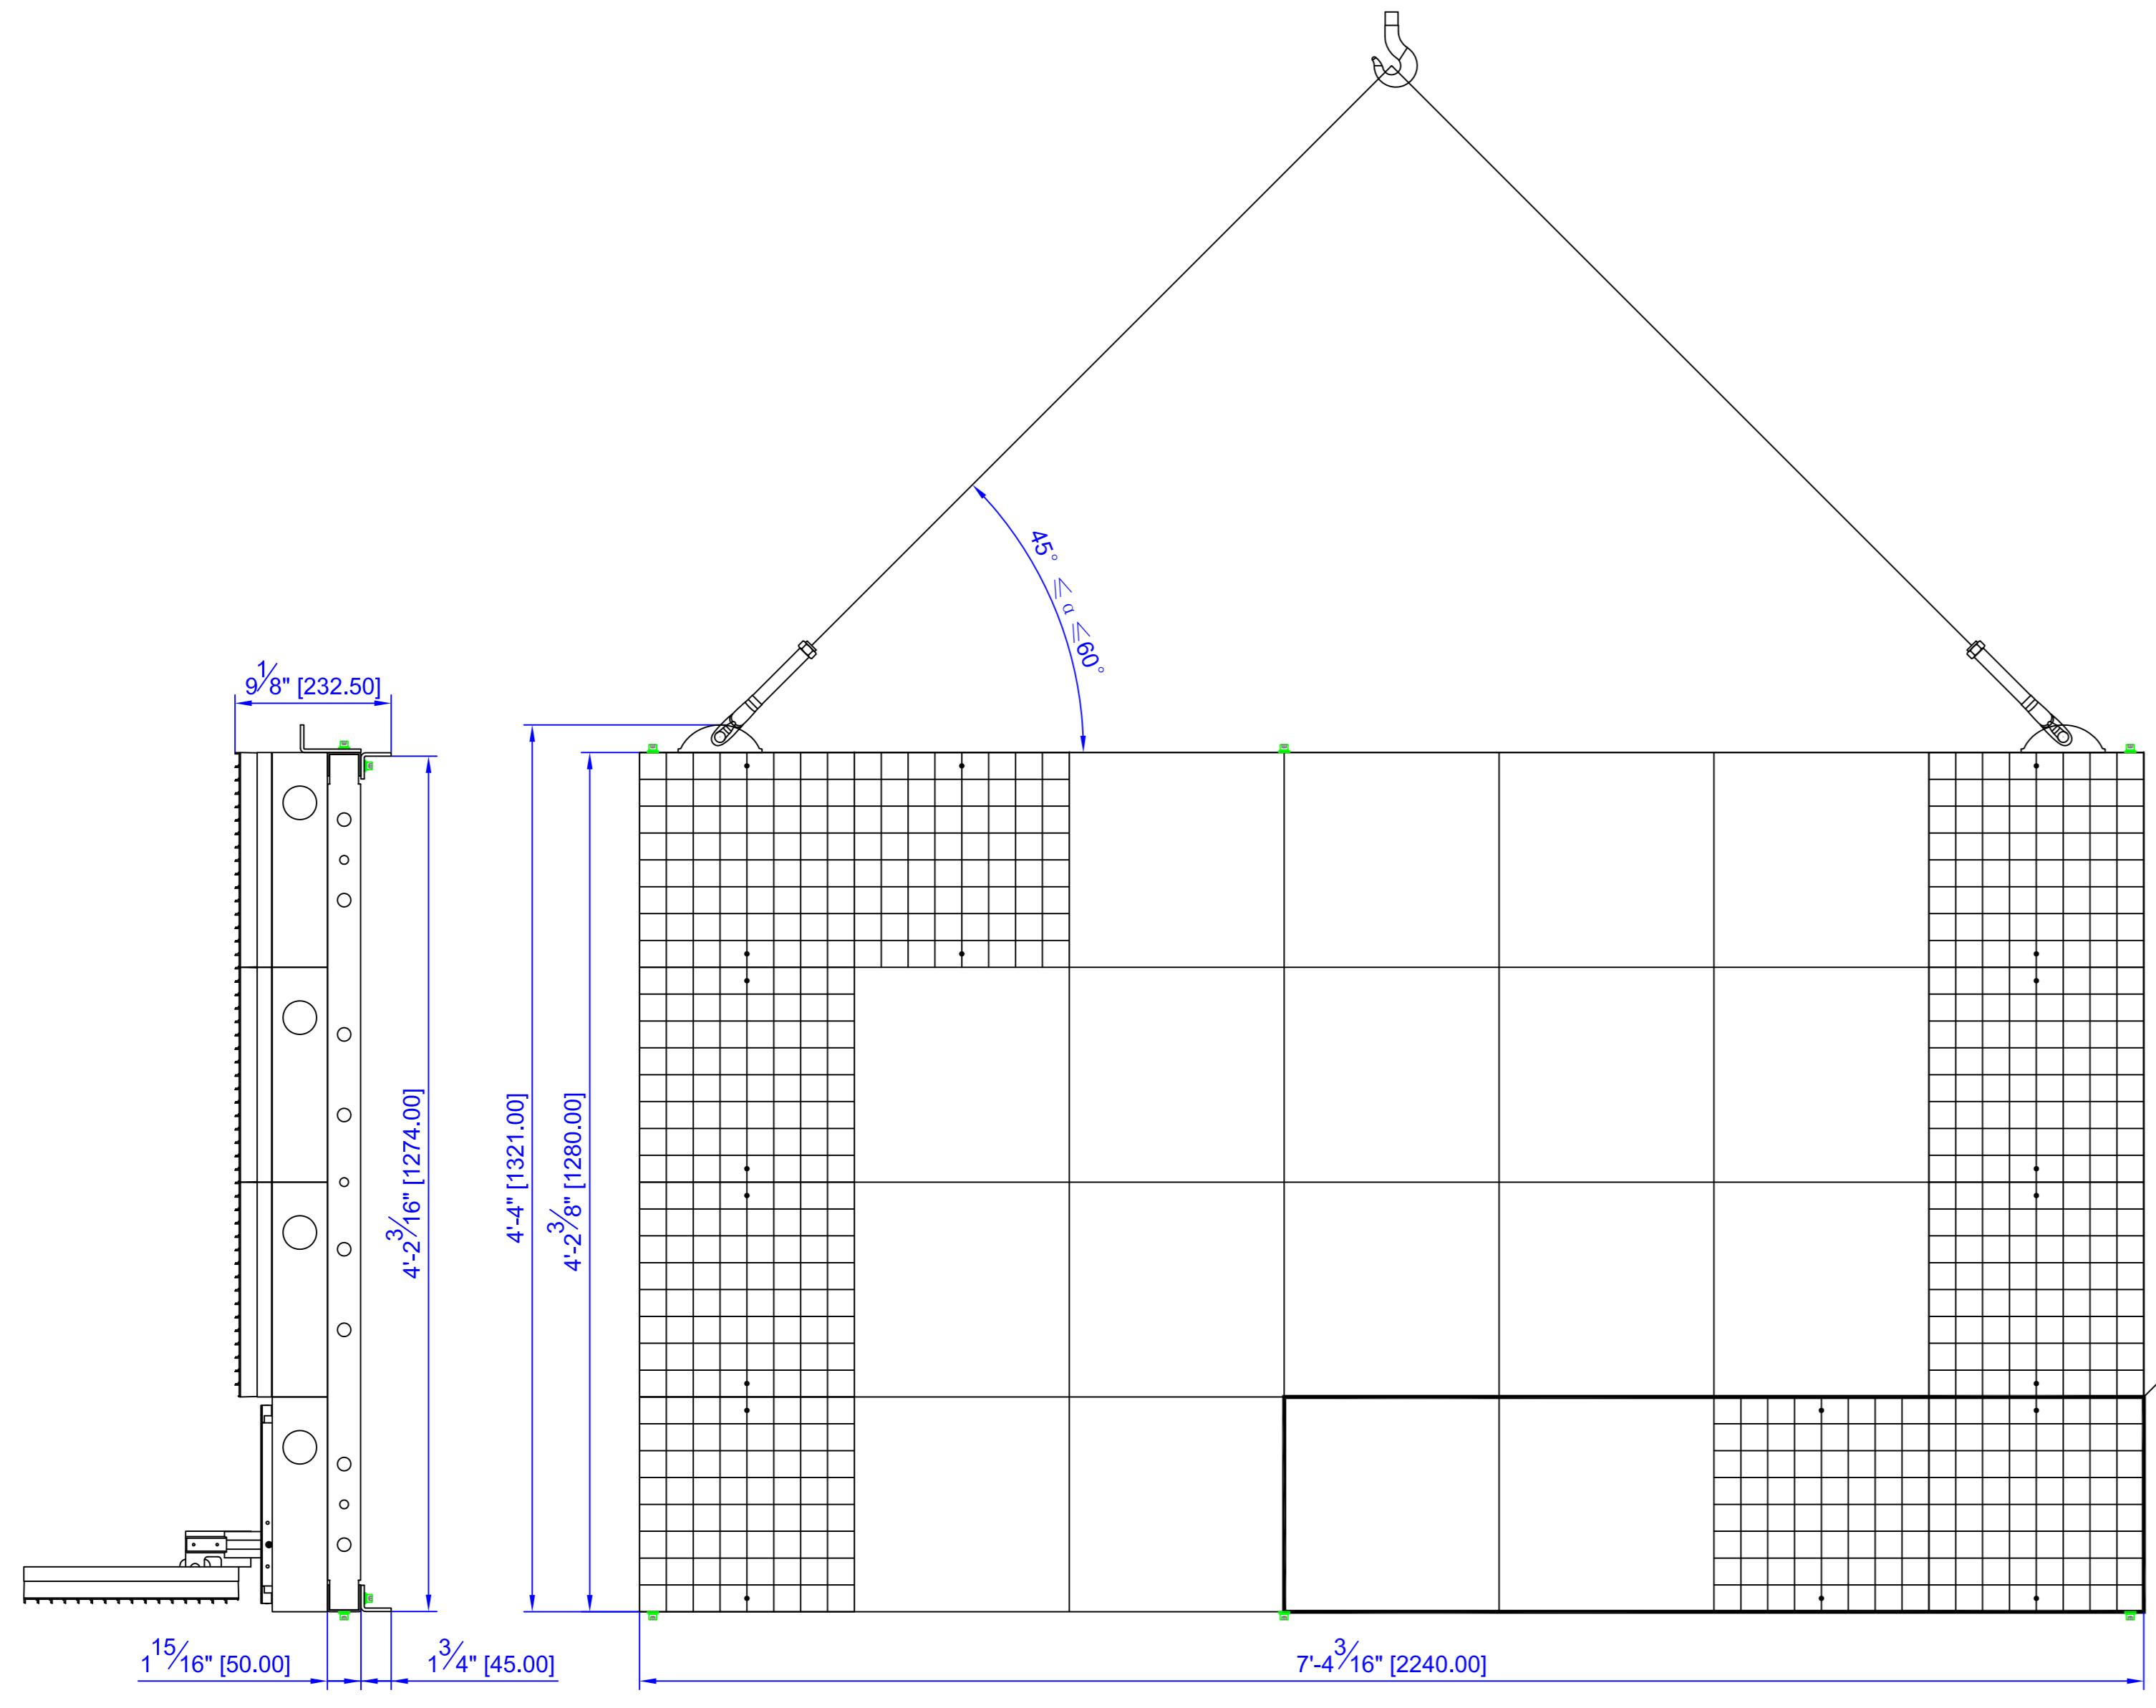 45° ≤ a ≤60°
9 1/8" [232.50]
4'-2 3/16" [1274.00]
4'-4" [1321.00]
4'-2 3/8" [1280.00]
1 15/16" [50.00]
1 3/4" [45.00]
7'-4 3/16" [2240.00]